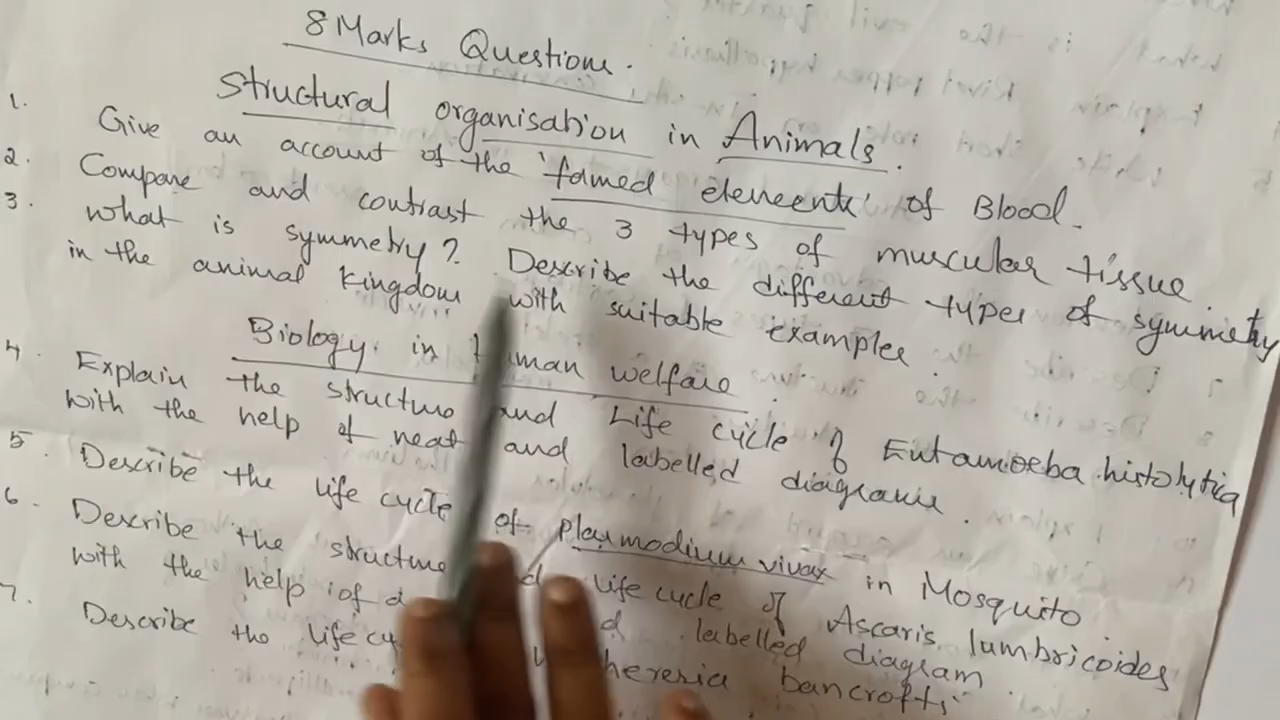 8 Marks Questions.
Structural organisation in Animals.
1. Give an account of the 'formed elements' of Blood.
2. Compare and contrast the 3 types of muscular tissue.
3. What is symmetry? Describe the different types of symmetry
in the animal Kingdom with suitable examples.
Biology in Human welfare.
4. Explain the structure and Life cycle of Entamoeba histolytica
with the help of neat and labelled diagrams.
5. Describe the life cycle of plasmodium vivax in Mosquito.
6. Describe the structure life cycle of Ascaris lumbricoides
with the help of a labelled diagram.
7. Describe the life bancrofti